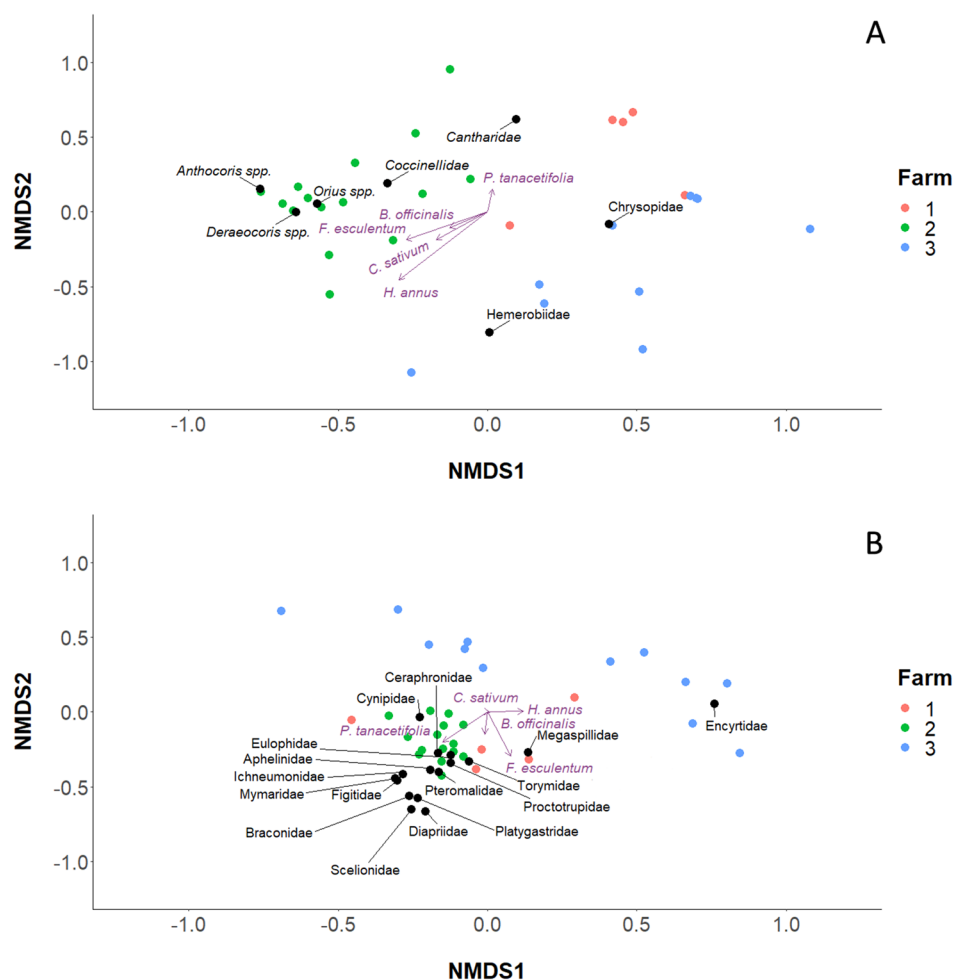 A
1.0
0.5
0.0
-0.5
-1.0
NMDS2
Cantharidae
Anthocoris spp.
Coccinellidae
Orius spp.
P. tanacetifolia
Deraeocoris spp.
B. officinalis
F. esculentum
C. sativum
H. annus
Chrysopidae
Hemerobiidae
Farm
1
2
3
-1.0 -0.5 0.0 0.5 1.0
NMDS1
B
1.0
0.5
0.0
-0.5
-1.0
NMDS2
Ceraphronidae
Cynipidae
C. sativum
H. annus
P. tanacetifolia
B. officinalis
Encyrtidae
Megaspillidae
Eulophidae
Aphelinidae
F. esculentum
Ichneumonidae
Torymidae
Mymaridae
Figitidae
Pteromalidae
Proctotrupidae
Braconidae
Diapriidae
Platygastridae
Scelionidae
Farm
1
2
3
-1.0 -0.5 0.0 0.5 1.0
NMDS1